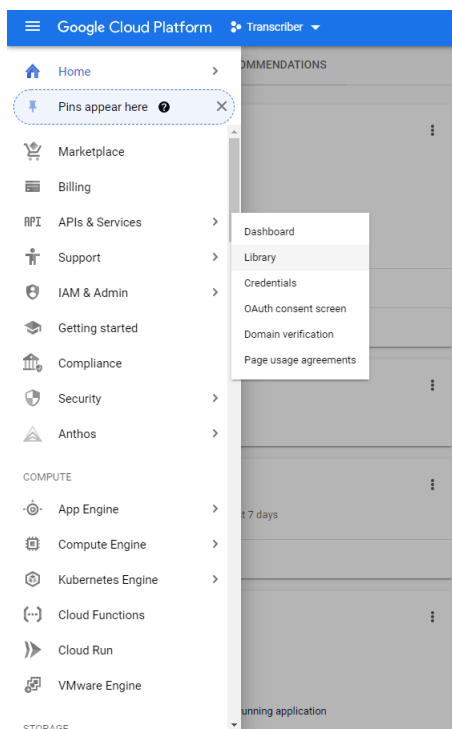 Google Cloud Platform
Transcriber
Home
OMMENDATIONS
Pins appear here
Marketplace
Billing
API APIs & Services
Dashboard
Support
Library
Credentials
IAM & Admin
OAuth consent screen
Getting started
Domain verification
Compliance
Page usage agreements
Security
Anthos
COMPUTE
App Engine
t 7 days
Compute Engine
Kubernetes Engine
Cloud Functions
Cloud Run
VMware Engine
unning application
STORAGE